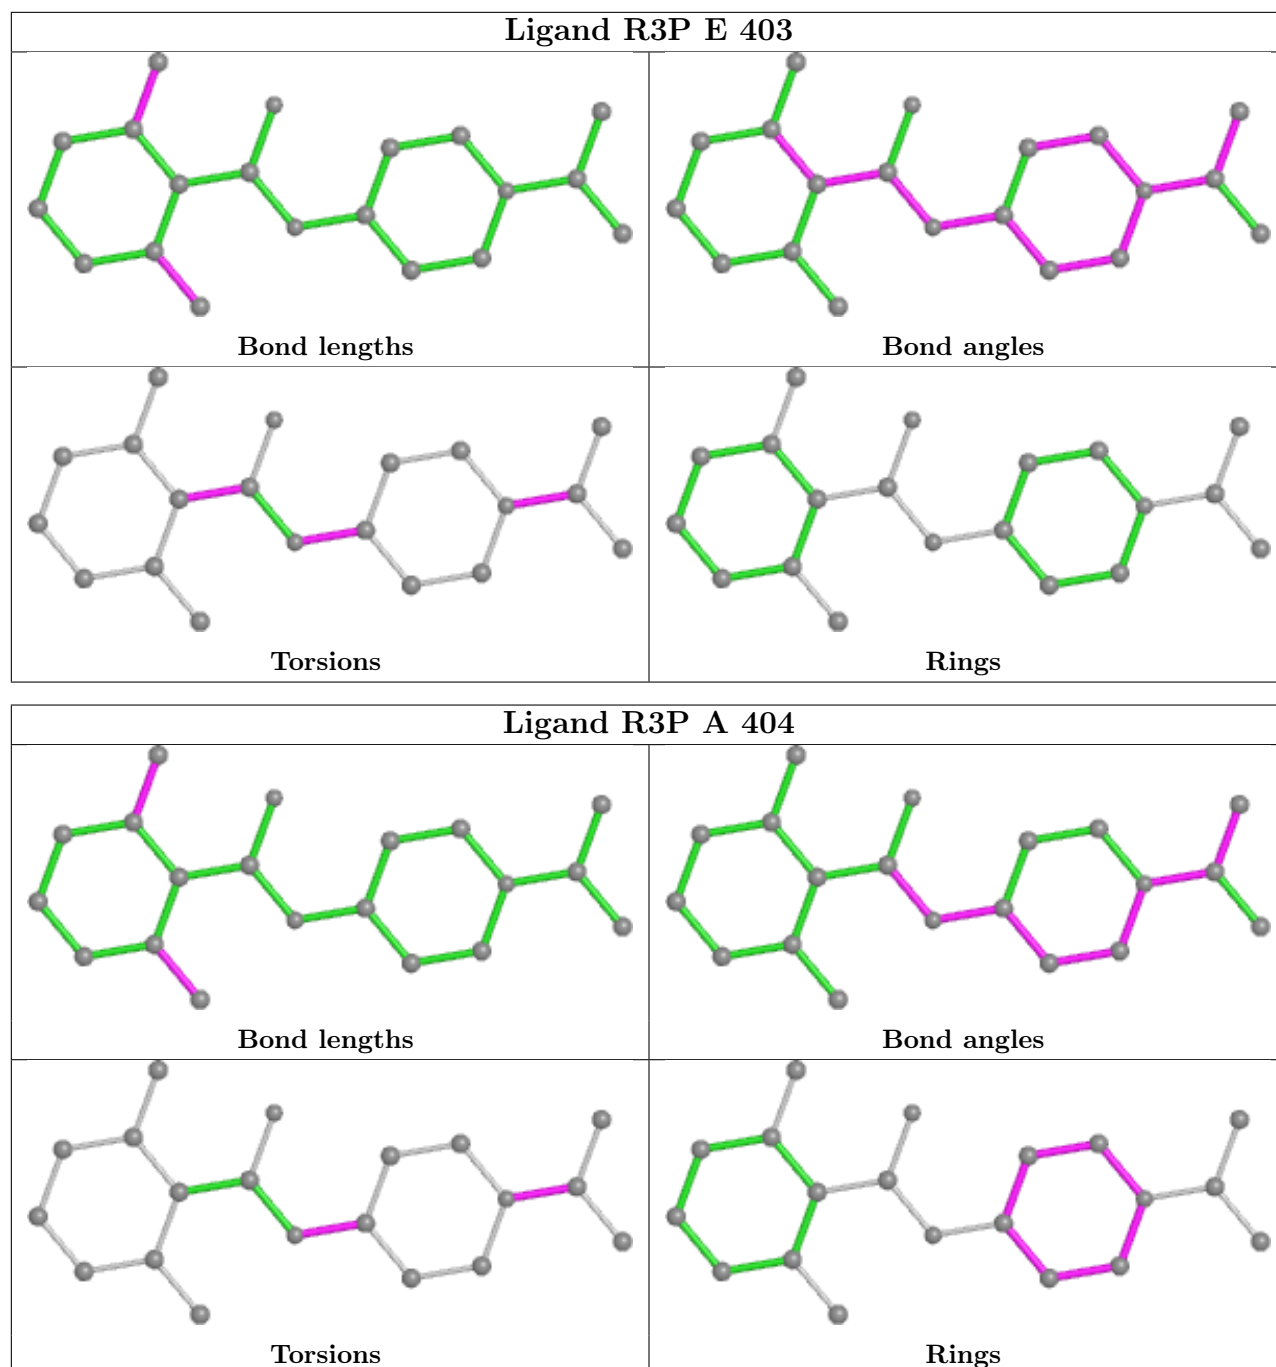 Ligand R3P E 403
Bond lengths
Bond angles
Torsions
Rings
Ligand R3P A 404
Bond lengths
Bond angles
Torsions
Rings